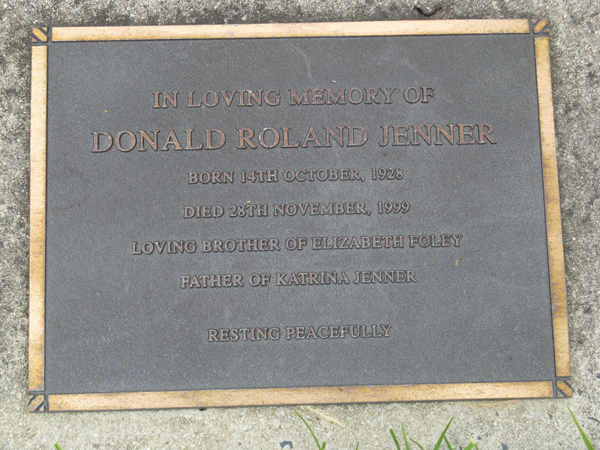 IN LOVING MEMORY OF
DONALD ROLAND JENNER
BORN 14TH OCTOBER, 1928
DIED 28TH NOVEMBER, 1999
LOVING BROTHER OF ELIZABETH FOLEY
FATHER OF KATRINA JENNER
RESTING PEACEFULLY